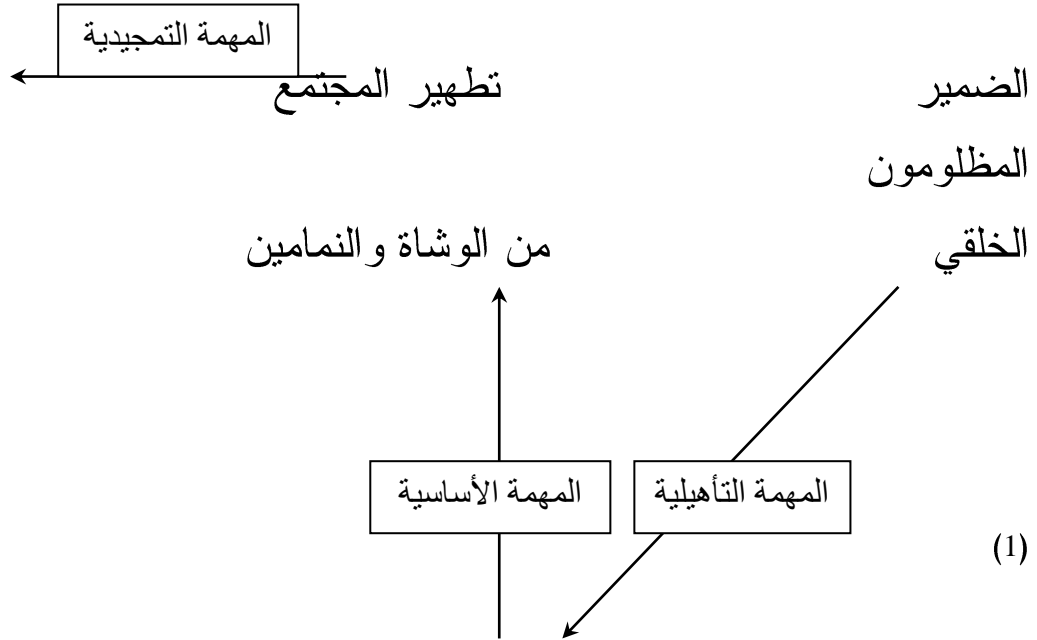 المهمة التمجيدية
الضمير تطهير المجتمع
المظلومون
الخلقي من الوشاة والنمامين
المهمة التأهيلية المهمة الأساسية
(1)